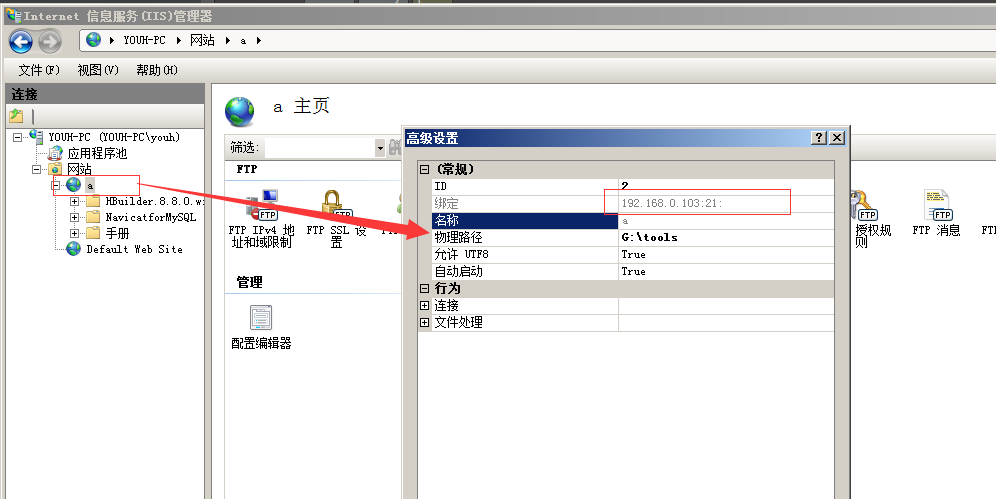 Internet 信息服务(IIS)管理器
YOUH-PC 网站 a
文件(F) 视图(V) 帮助(H)
连接
YOUH-PC (YOUH-PC\youh)
应用程序池
网站
a
HBuilder.8.8.0.wi
NavicatforMySQL
手册
Default Web Site
a 主页
筛选:
FTP
FTP IPv4 地
址和域限制
FTP SSL 设
置
授权规
则
FTP 消息
管理
配置编辑器
高级设置
(常规)
ID 2
绑定 192.168.0.103:21:
名称 a
物理路径 G:\tools
允许 UTF8 True
自动启动 True
行为
连接
文件处理